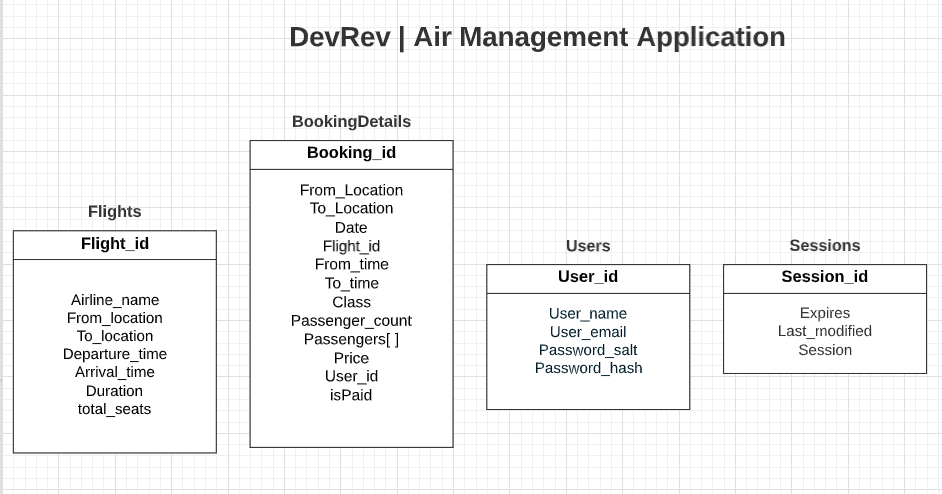 DevRev | Air Management Application
Flights
Flight_id
Airline_name
From_location
To_location
Departure_time
Arrival_time
Duration
total_seats
BookingDetails
Booking_id
From_Location
To_Location
Date
Flight_id
From_time
To_time
Class
Passenger_count
Passengers[ ]
Price
User_id
isPaid
Users
User_id
User_name
User_email
Password_salt
Password_hash
Sessions
Session_id
Expires
Last_modified
Session